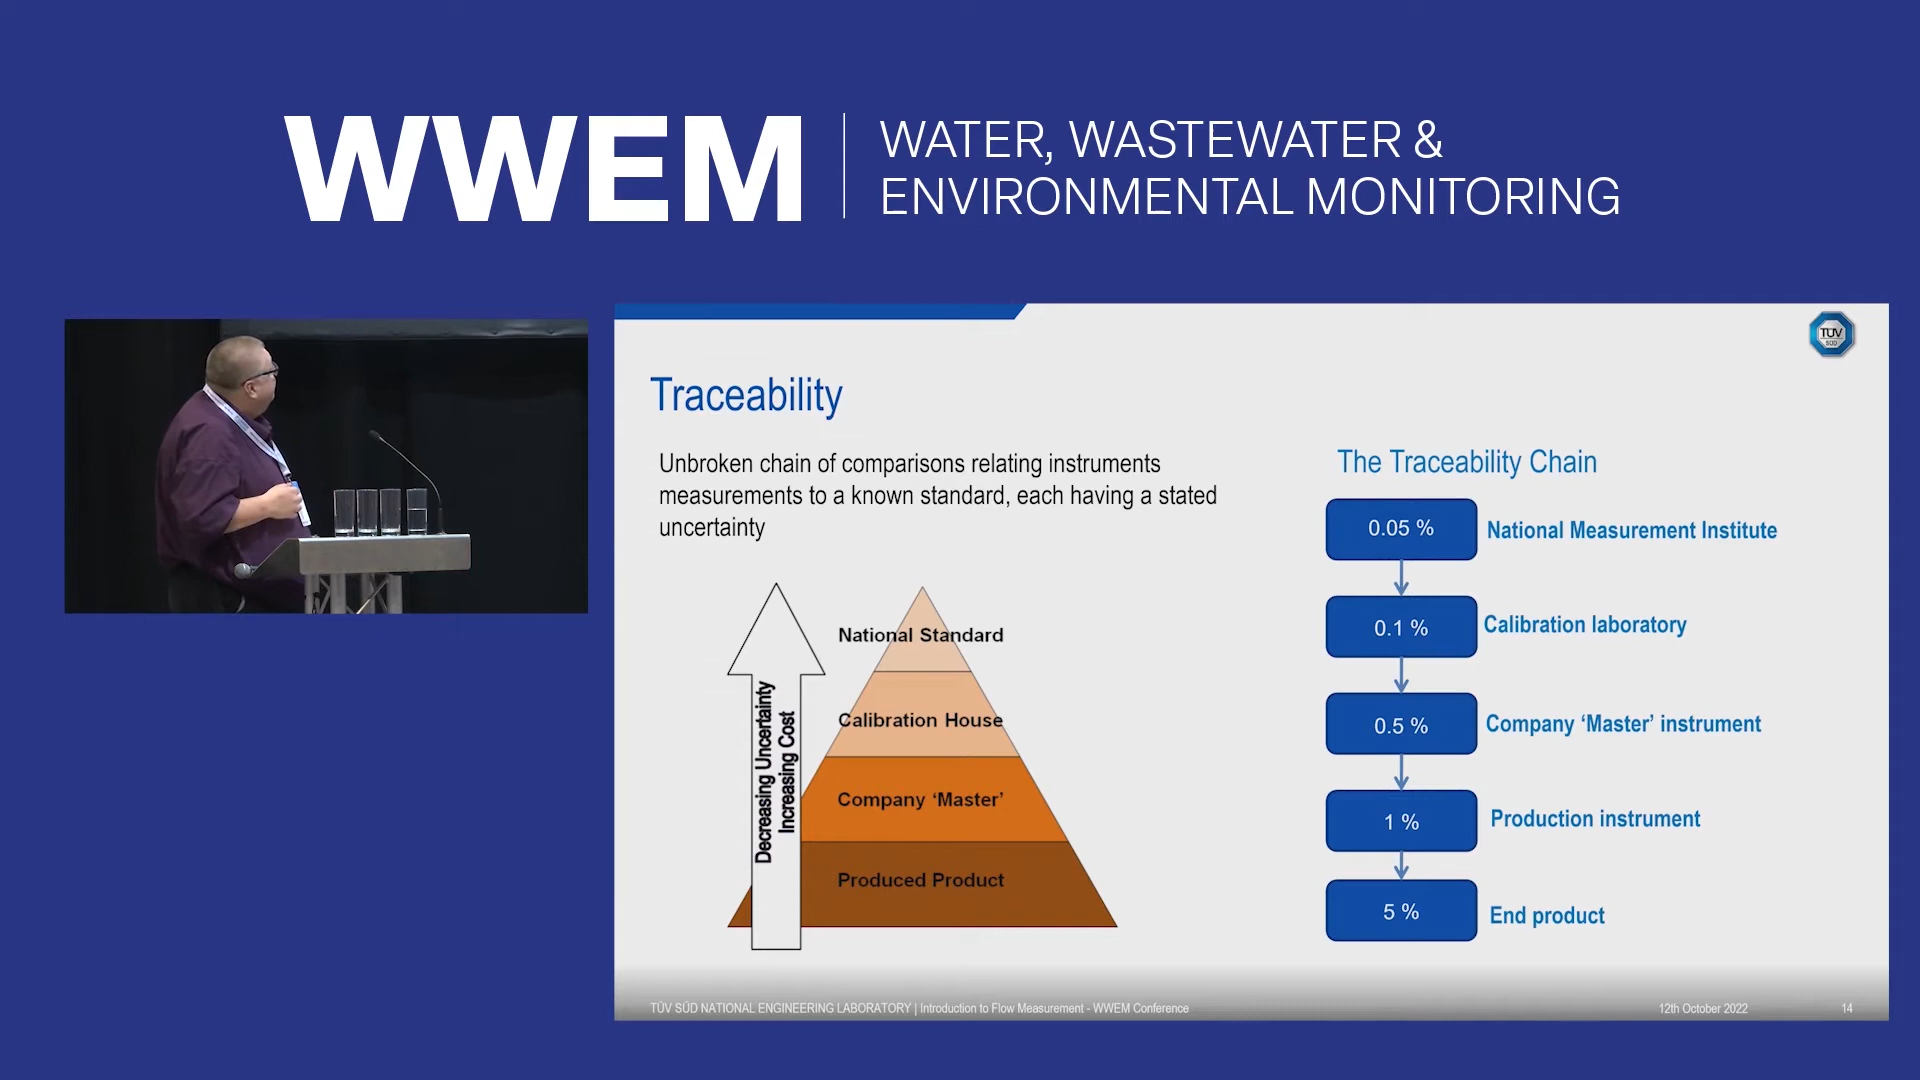 WWEM
WATER, WASTEWATER &
ENVIRONMENTAL MONITORING
TÜV
SÜD
Traceability
Unbroken chain of comparisons relating instruments
measurements to a known standard, each having a stated
uncertainty
Decreasing Uncertainty
Increasing Cost
National Standard
Calibration House
Company ‘Master’
Produced Product
The Traceability Chain
0.05 %
National Measurement Institute
0.1 %
Calibration laboratory
0.5 %
Company ‘Master’ instrument
1 %
Production instrument
5 %
End product
TÜV SÜD NATIONAL ENGINEERING LABORATORY | Introduction to Flow Measurement - WWEM Conference
12th October 2022
14